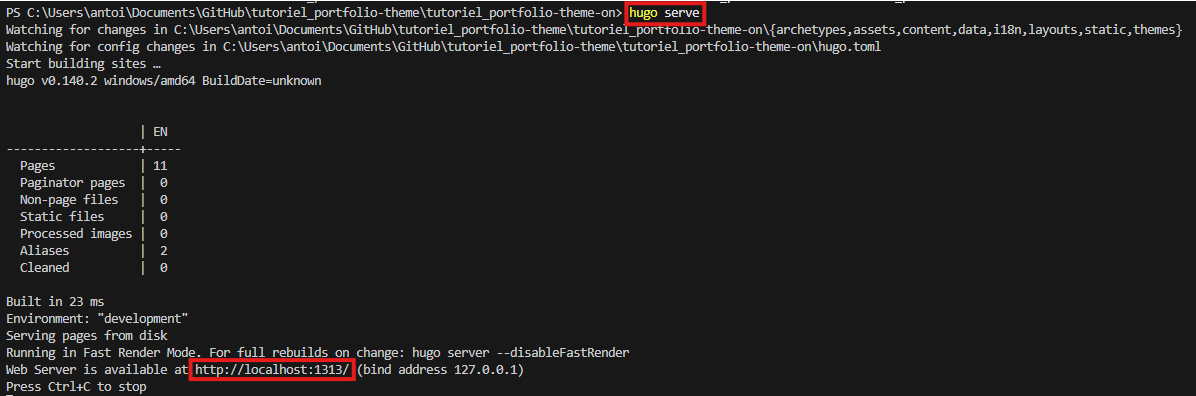 PS C:\Users\antoi\Documents\GitHub\tutoriel_portfolio-theme\tutoriel_portfolio-theme-on> hugo serve
Watching for changes in C:\Users\antoi\Documents\GitHub\tutoriel_portfolio-theme\tutoriel_portfolio-theme-on\{archetypes,assets,content,data,i18n,layouts,static,themes}
Watching for config changes in C:\Users\antoi\Documents\GitHub\tutoriel_portfolio-theme\tutoriel_portfolio-theme-on\hugo.toml
Start building sites …
hugo v0.140.2 windows/amd64 BuildDate=unknown
                   | EN
-------------------+-----
  Pages            | 11
  Paginator pages  |  0
  Non-page files   |  0
  Static files     |  0
  Processed images |  0
  Aliases          |  2
  Cleaned          |  0
Built in 23 ms
Environment: "development"
Serving pages from disk
Running in Fast Render Mode. For full rebuilds on change: hugo server --disableFastRender
Web Server is available at http://localhost:1313/ (bind address 127.0.0.1)
Press Ctrl+C to stop